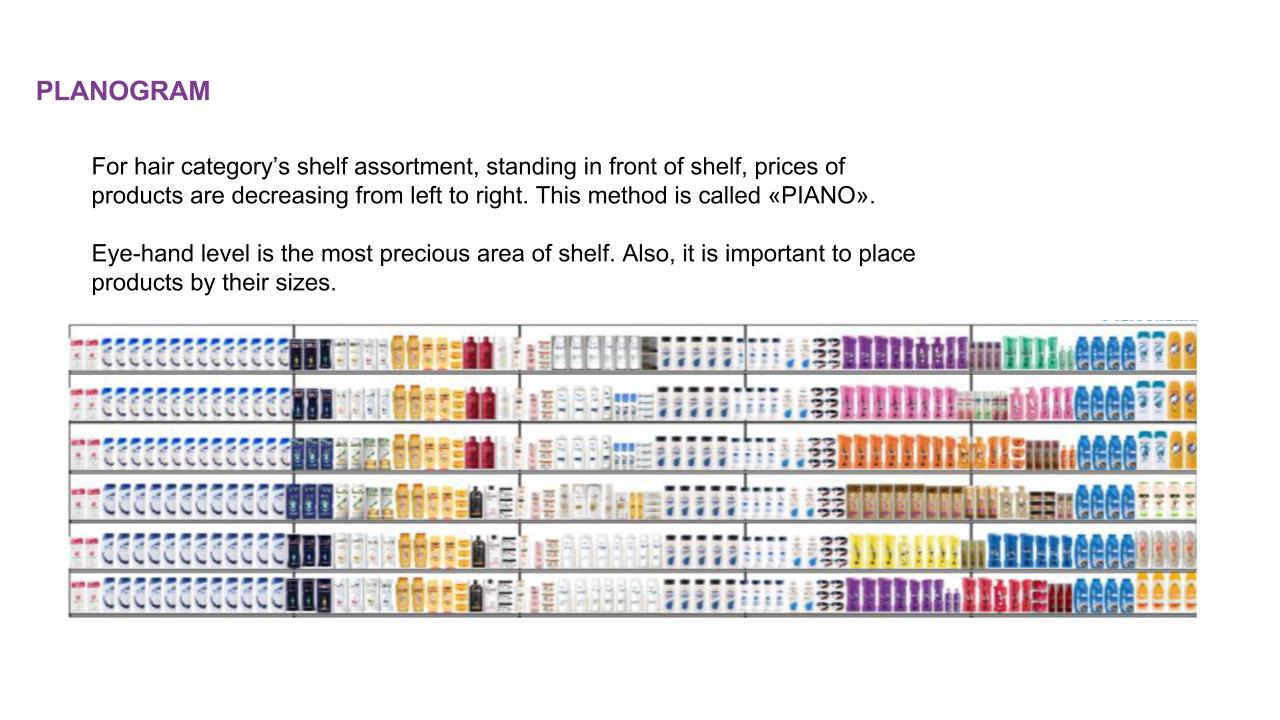 PLANOGRAM
For hair category’s shelf assortment, standing in front of shelf, prices of
products are decreasing from left to right. This method is called «PIANO».
Eye-hand level is the most precious area of shelf. Also, it is important to place
products by their sizes.